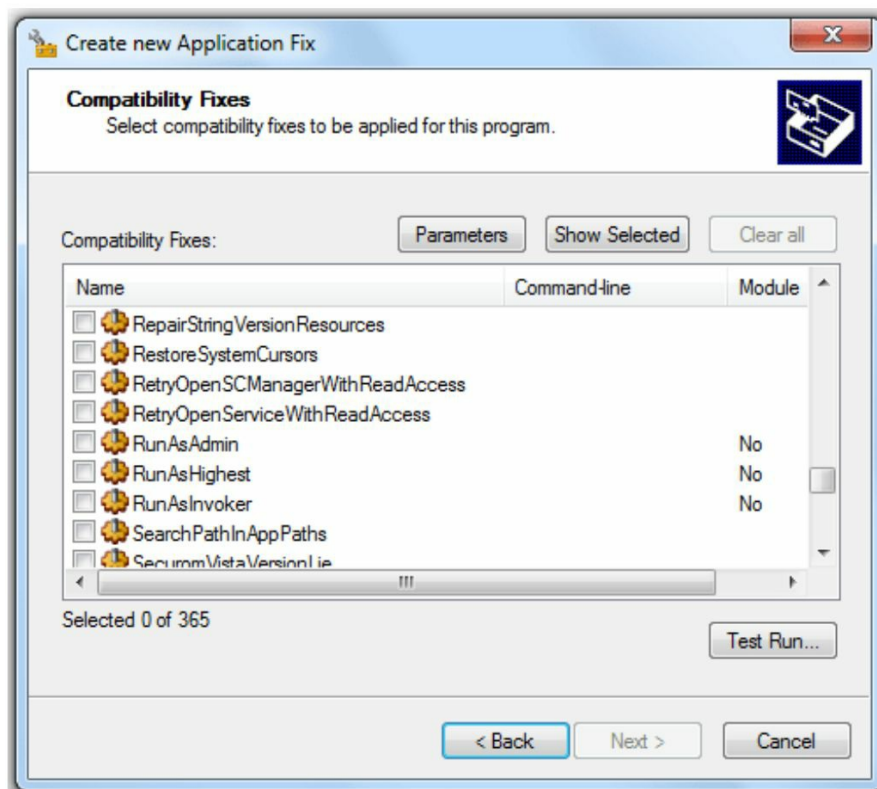 Create new Application Fix
Compatibility Fixes
Select compatibility fixes to be applied for this program.
Compatibility Fixes:
Parameters
Show Selected
Clear all
Name Command-line Module
RepairStringVersionResources
RestoreSystemCursors
RetryOpenSCManagerWithReadAccess
RetryOpenServiceWithReadAccess
RunAsAdmin No
RunAsHighest No
RunAsInvoker No
SearchPathInAppPaths
SecuromVistaVersionLie
Selected 0 of 365
Test Run...
< Back
Next >
Cancel